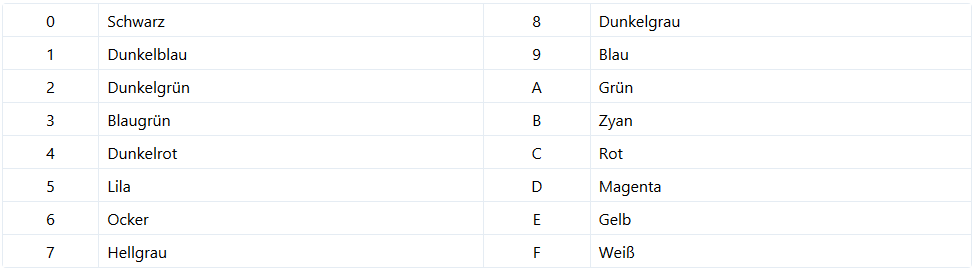 0 Schwarz 8 Dunkelgrau
1 Dunkelblau 9 Blau
2 Dunkelgrün A Grün
3 Blaugrün B Zyan
4 Dunkelrot C Rot
5 Lila D Magenta
6 Ocker E Gelb
7 Hellgrau F Weiß